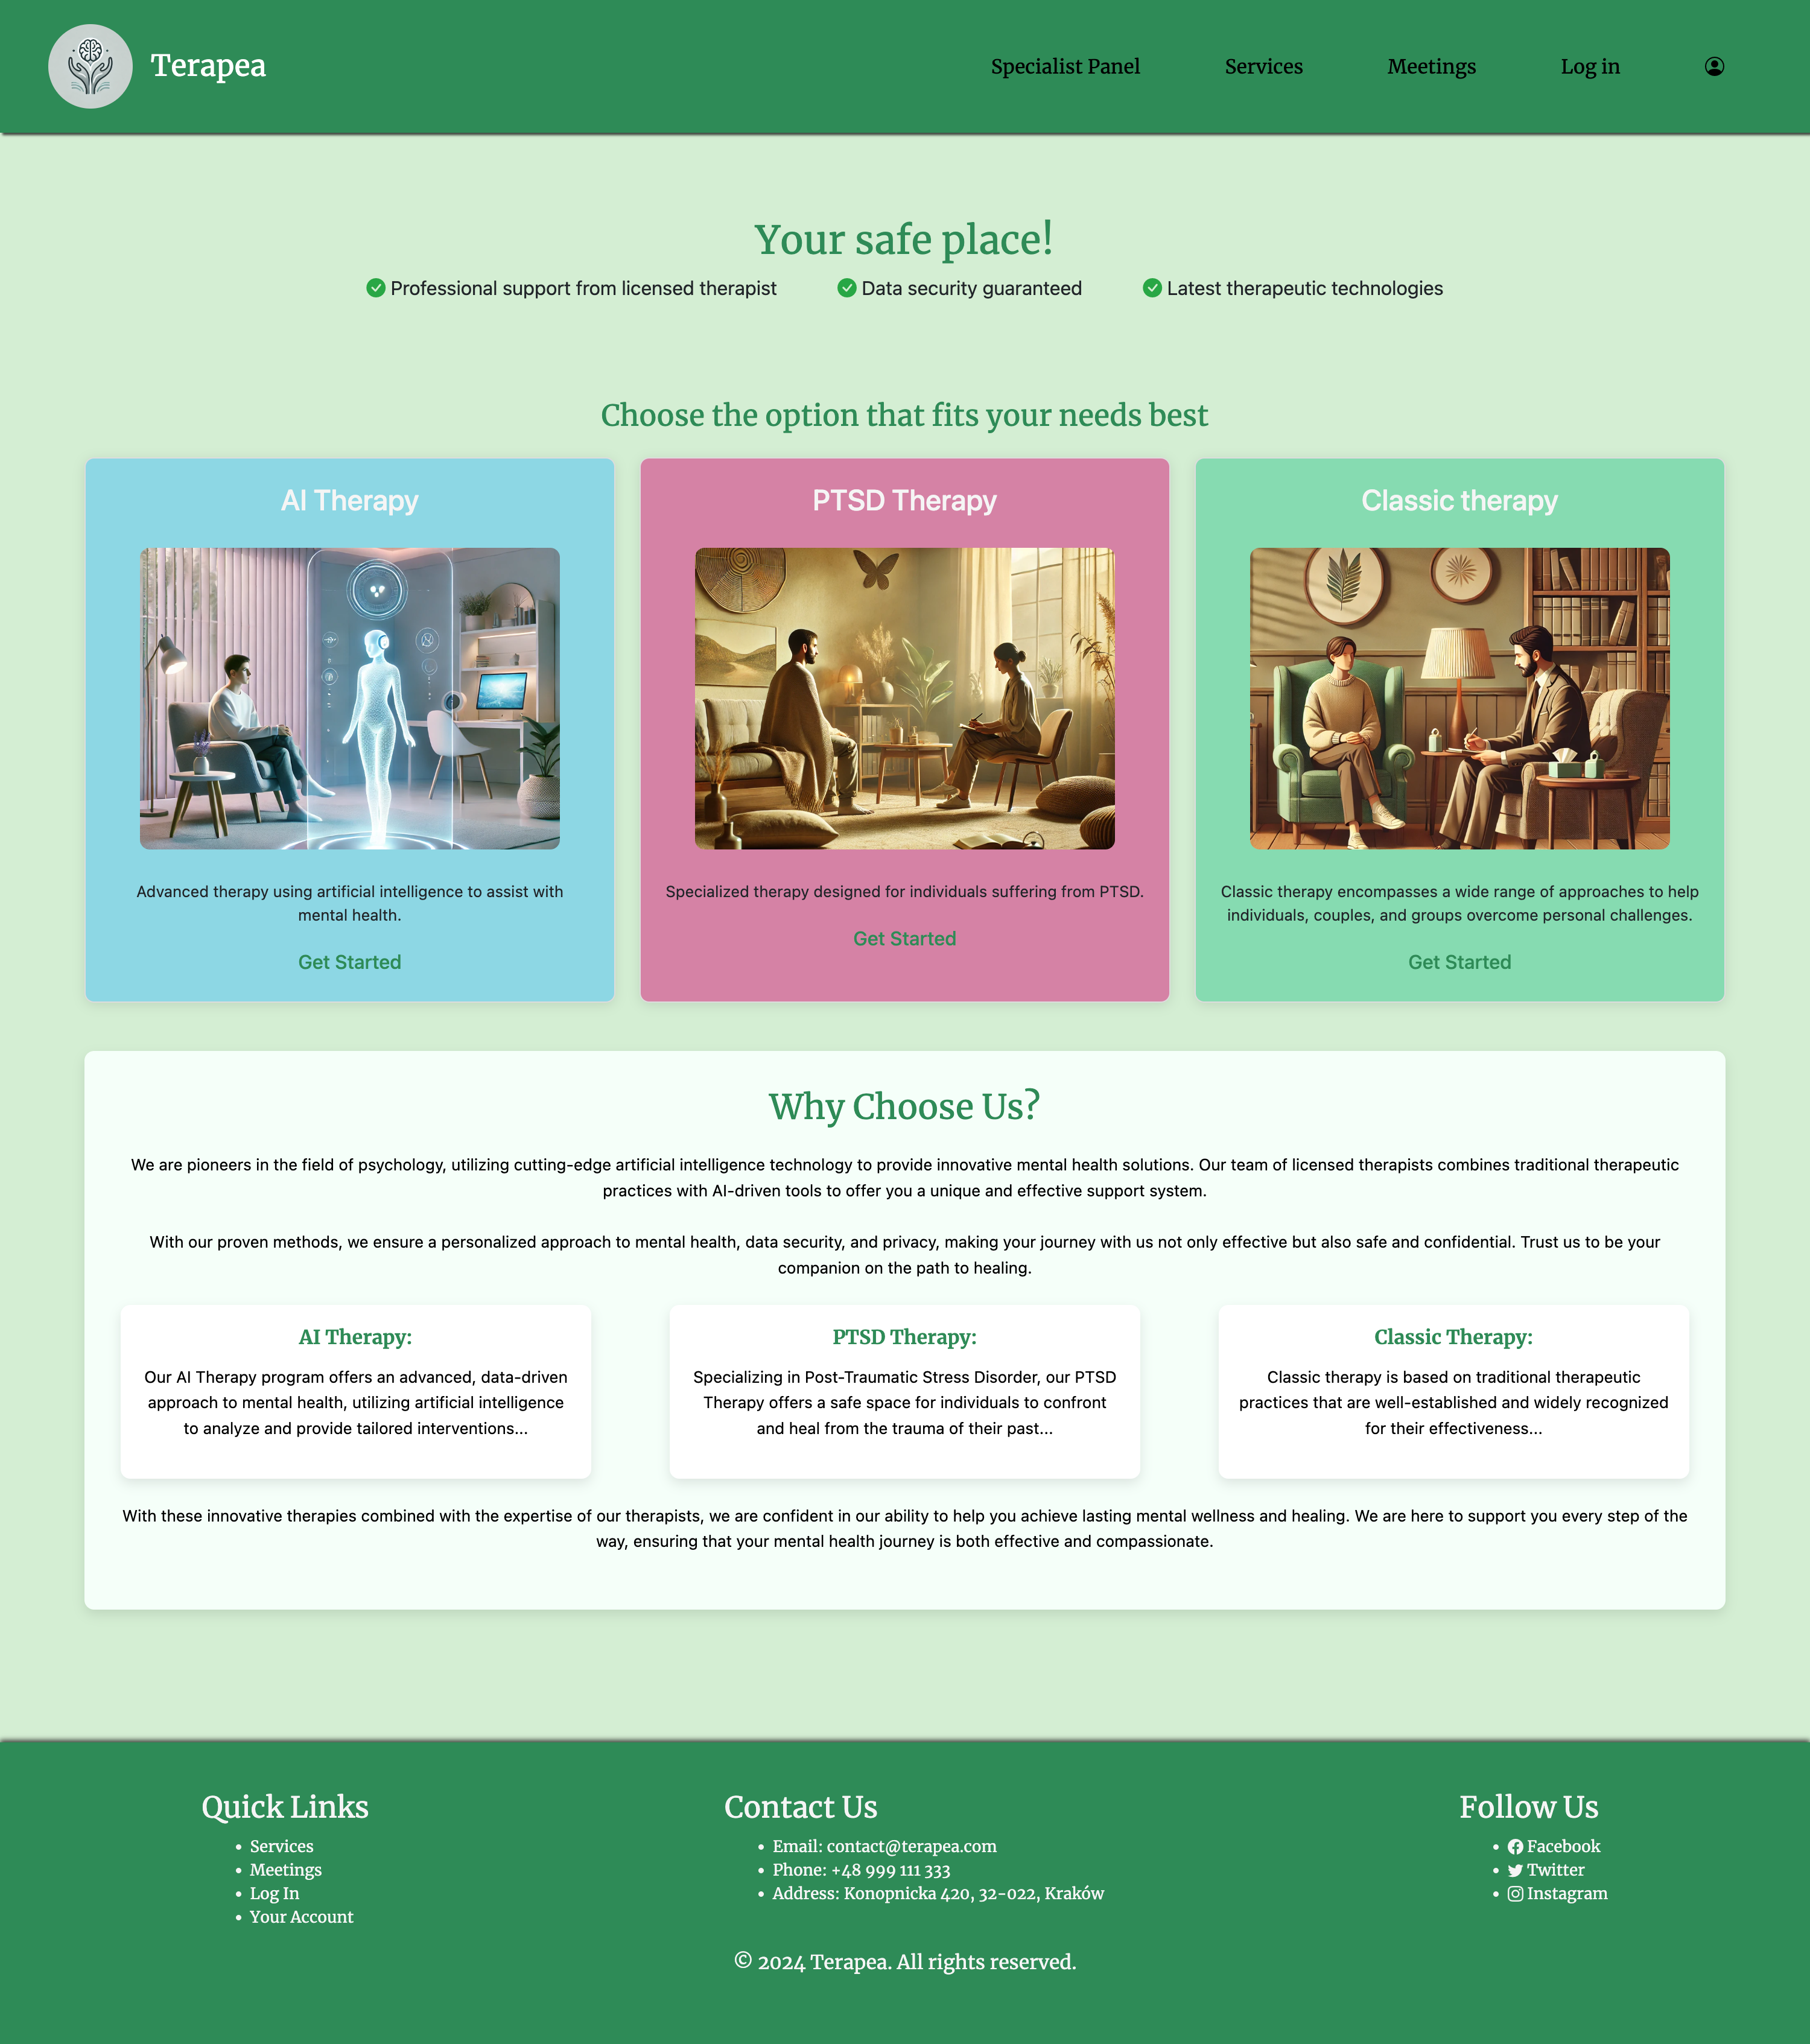 Terapea
Specialist Panel
Services
Meetings
Log in
Your safe place!
Professional support from licensed therapist
Data security guaranteed
Latest therapeutic technologies
Choose the option that fits your needs best
AI Therapy
Advanced therapy using artificial intelligence to assist with
mental health.
Get Started
PTSD Therapy
Specialized therapy designed for individuals suffering from PTSD.
Get Started
Classic therapy
Classic therapy encompasses a wide range of approaches to help
individuals, couples, and groups overcome personal challenges.
Get Started
Why Choose Us?
We are pioneers in the field of psychology, utilizing cutting-edge artificial intelligence technology to provide innovative mental health solutions. Our team of licensed therapists combines traditional therapeutic
practices with AI-driven tools to offer you a unique and effective support system.
With our proven methods, we ensure a personalized approach to mental health, data security, and privacy, making your journey with us not only effective but also safe and confidential. Trust us to be your
companion on the path to healing.
AI Therapy:
Our AI Therapy program offers an advanced, data-driven
approach to mental health, utilizing artificial intelligence
to analyze and provide tailored interventions...
PTSD Therapy:
Specializing in Post-Traumatic Stress Disorder, our PTSD
Therapy offers a safe space for individuals to confront
and heal from the trauma of their past...
Classic Therapy:
Classic therapy is based on traditional therapeutic
practices that are well-established and widely recognized
for their effectiveness...
With these innovative therapies combined with the expertise of our therapists, we are confident in our ability to help you achieve lasting mental wellness and healing. We are here to support you every step of the
way, ensuring that your mental health journey is both effective and compassionate.
Quick Links
• Services
• Meetings
• Log In
• Your Account
Contact Us
• Email: contact@terapea.com
• Phone: +48 999 111 333
• Address: Konopnicka 420, 32-022, Kraków
Follow Us
• Facebook
• Twitter
• Instagram
© 2024 Terapea. All rights reserved.